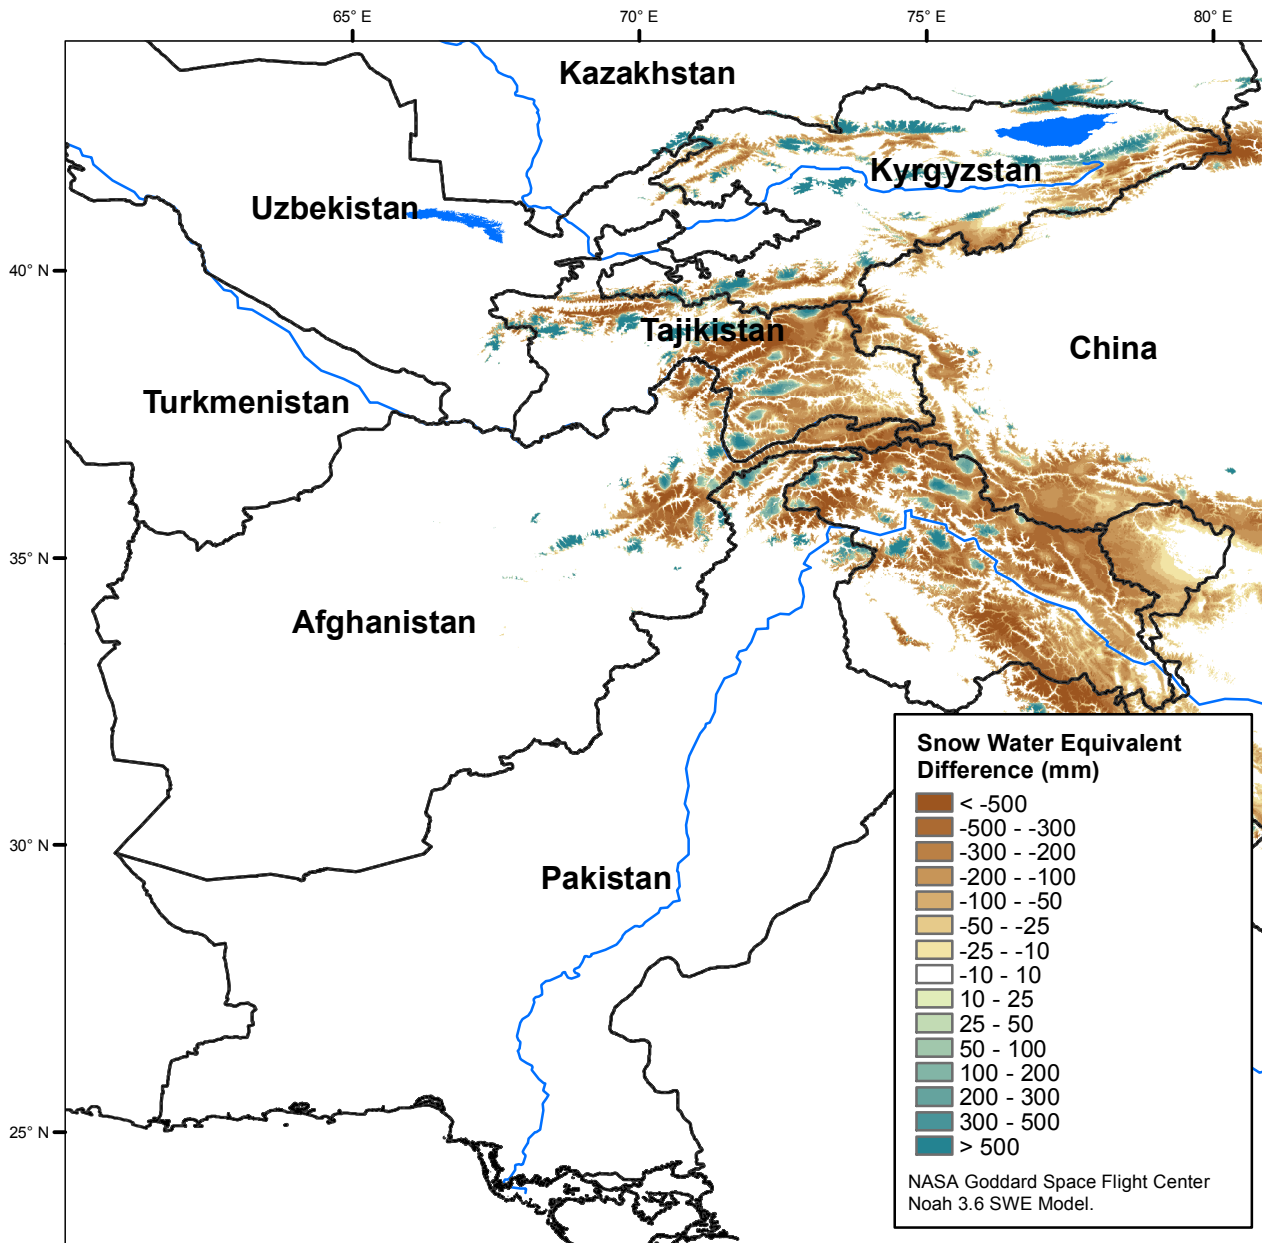 65° E
70° E
75° E
80° E
Kazakhstan
Kyrgyzstan
Uzbekistan
40° N
Tajikistan
China
Turkmenistan
35° N
Afghanistan
30° N
Pakistan
25° N
Snow Water Equivalent
Difference (mm)
< -500
-500 - -300
-300 - -200
-200 - -100
-100 - -50
-50 - -25
-25 - -10
-10 - 10
10 - 25
25 - 50
50 - 100
100 - 200
200 - 300
300 - 500
> 500
NASA Goddard Space Flight Center
Noah 3.6 SWE Model.